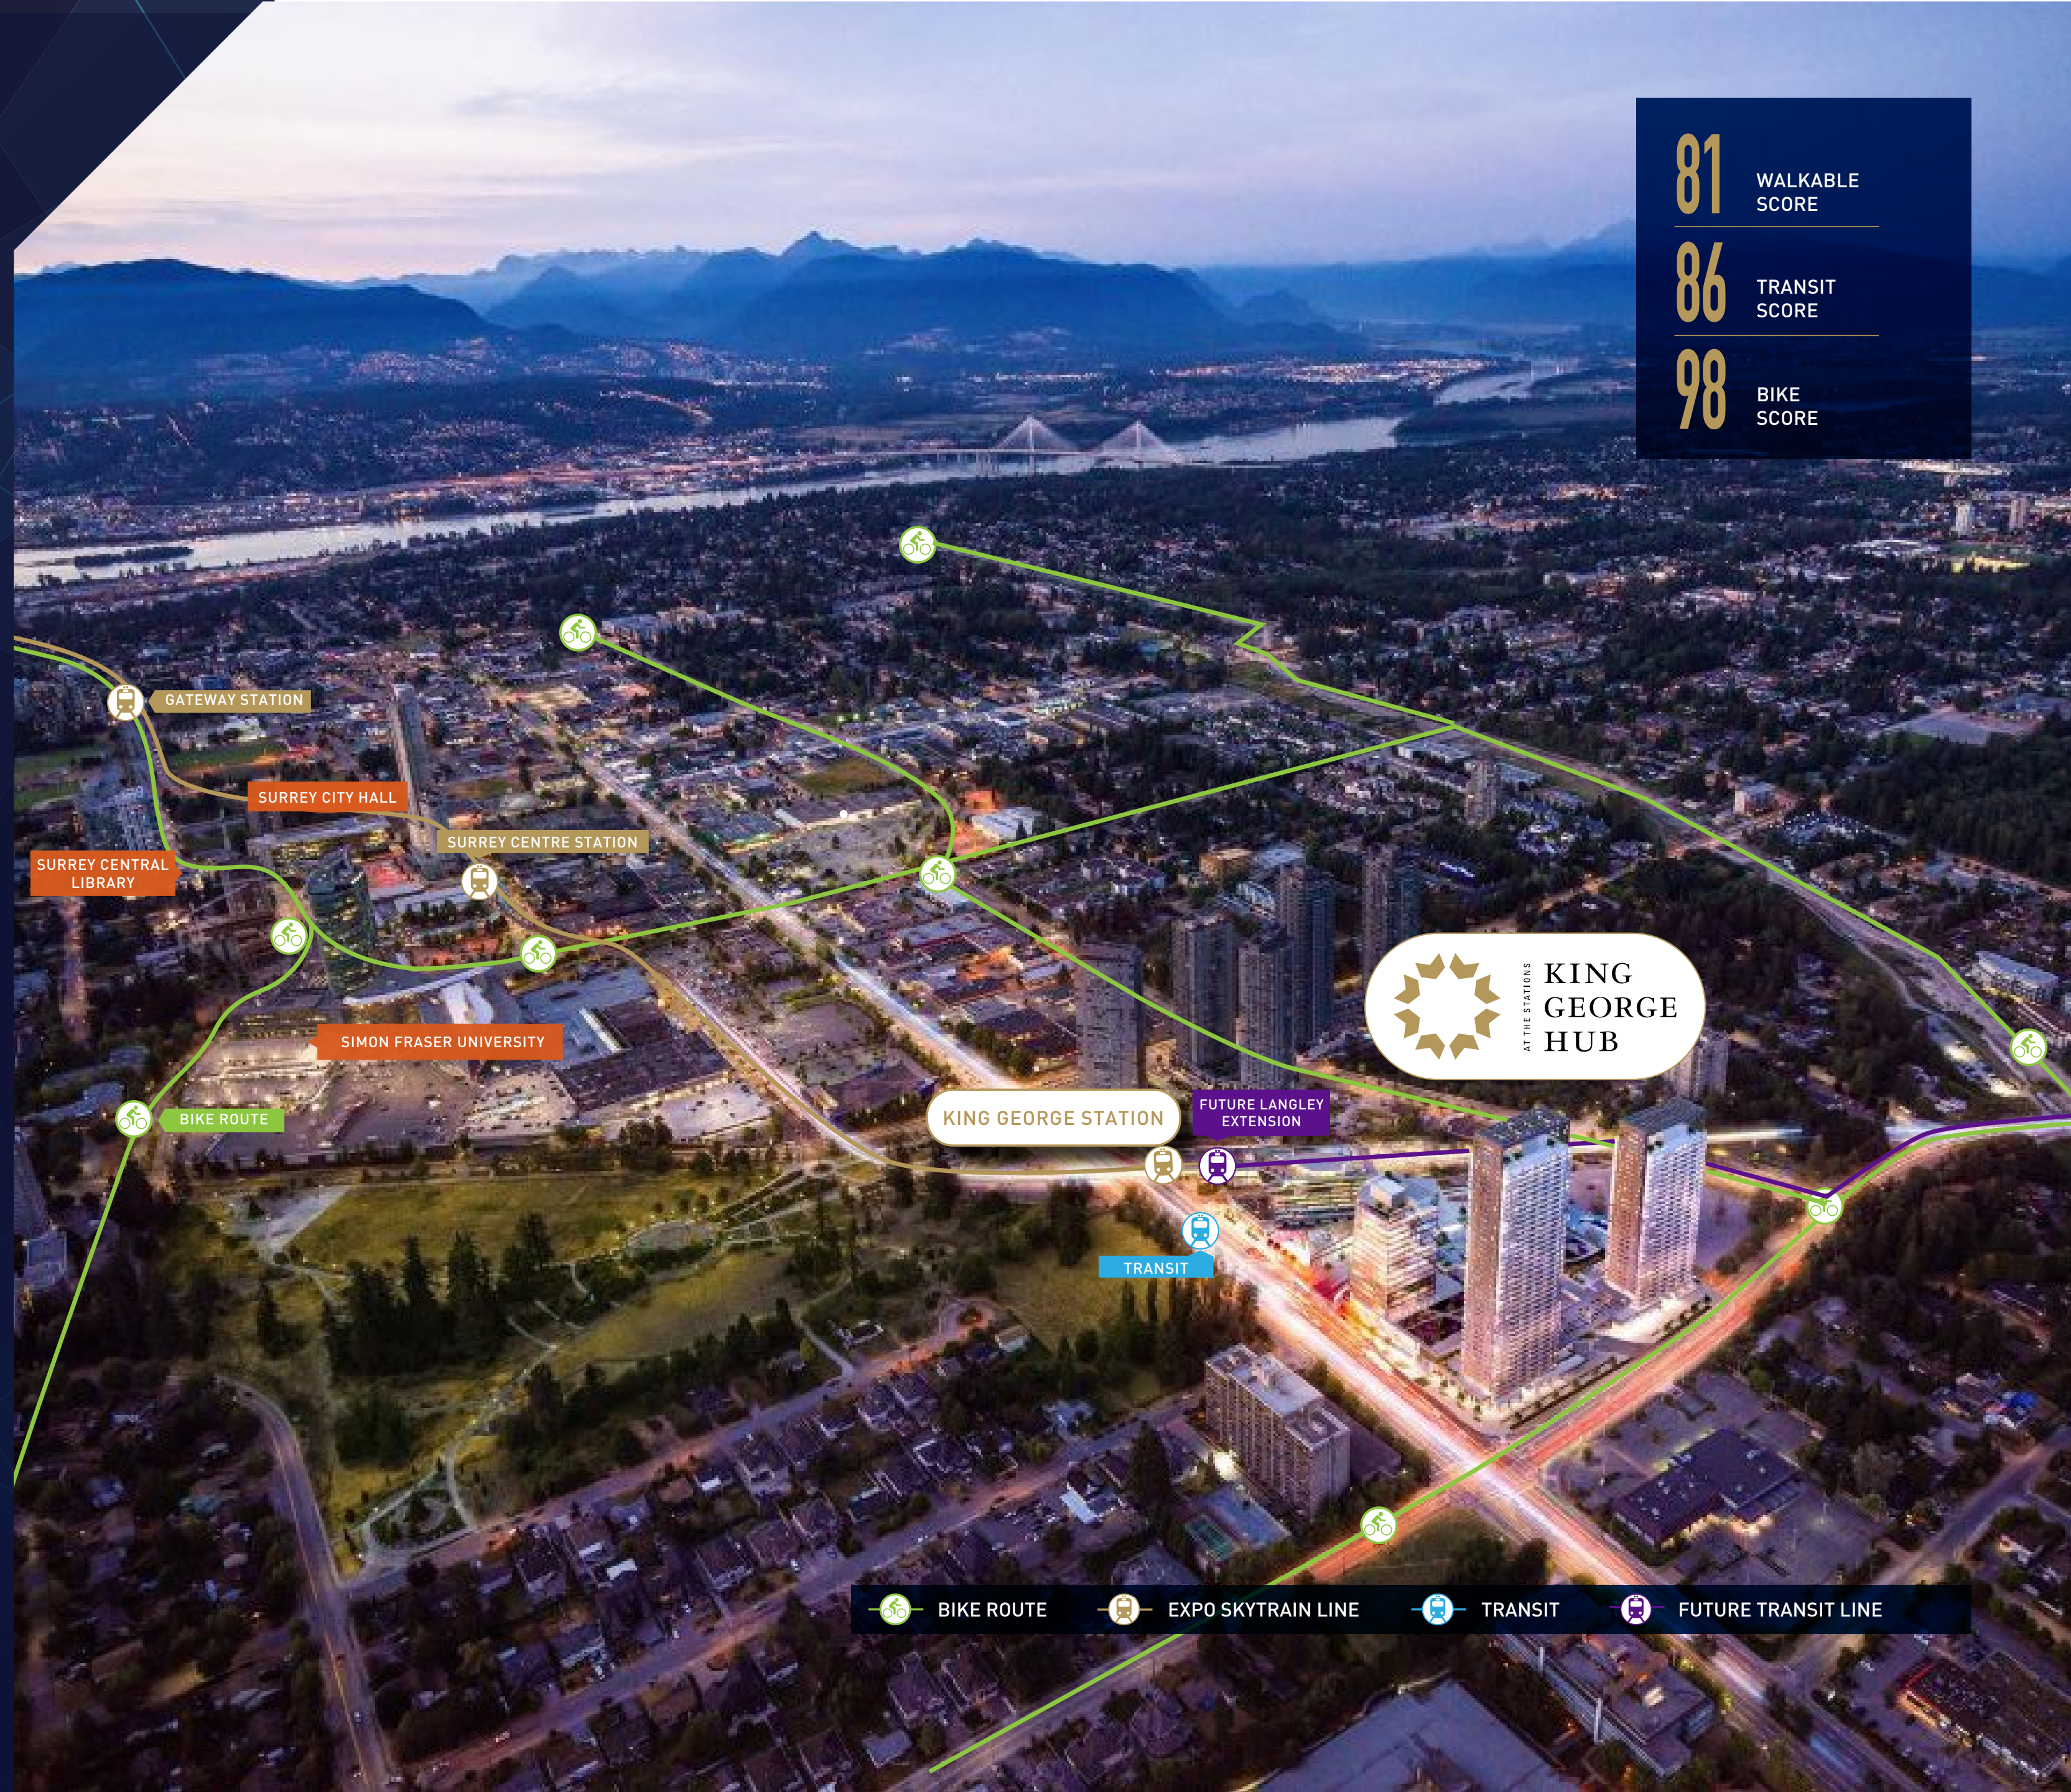 81
WALKABLE
SCORE
86
TRANSIT
SCORE
98
BIKE
SCORE
GATEWAY STATION
SURREY CITY HALL
SURREY CENTRE STATION
SURREY CENTRAL
LIBRARY
SIMON FRASER UNIVERSITY
BIKE ROUTE
AT THE STATIONS
KING
GEORGE
HUB
KING GEORGE STATION
FUTURE LANGLEY
EXTENSION
TRANSIT
BIKE ROUTE
EXPO SKYTRAIN LINE
TRANSIT
FUTURE TRANSIT LINE